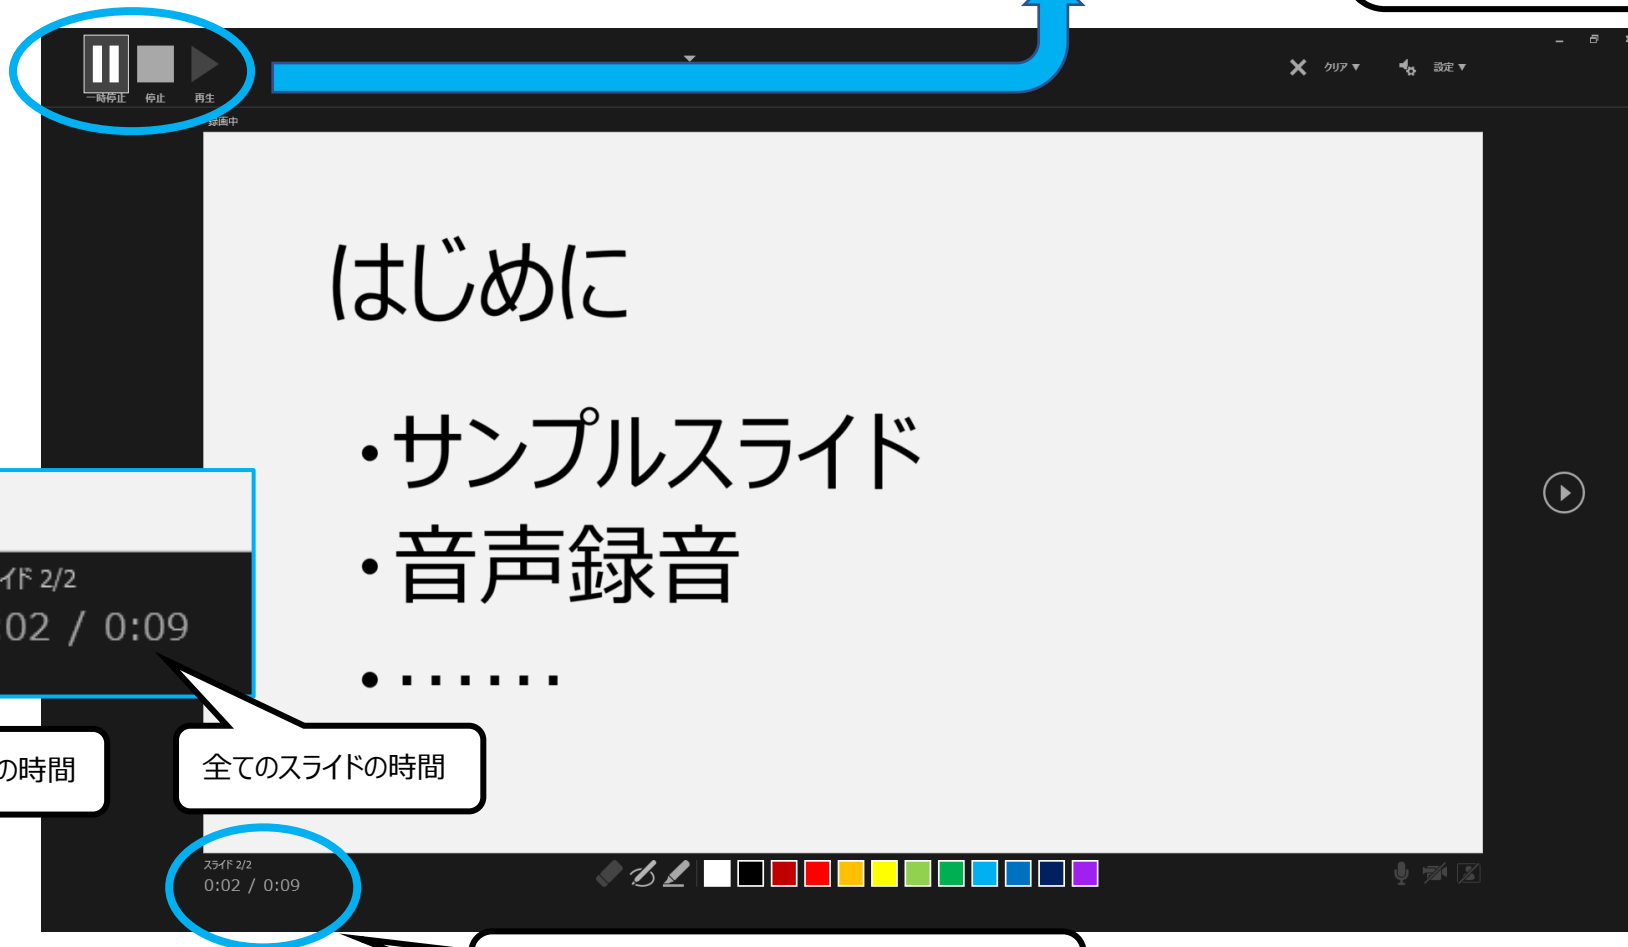 一時停止 停止 再生
クリア▼ 設定▼
録画中
はじめに
・サンプルスライド
・音声録音
・・・・・・・
イド 2/2
02 / 0:09
の時間
全てのスライドの時間
スライド 2/2
0:02 / 0:09